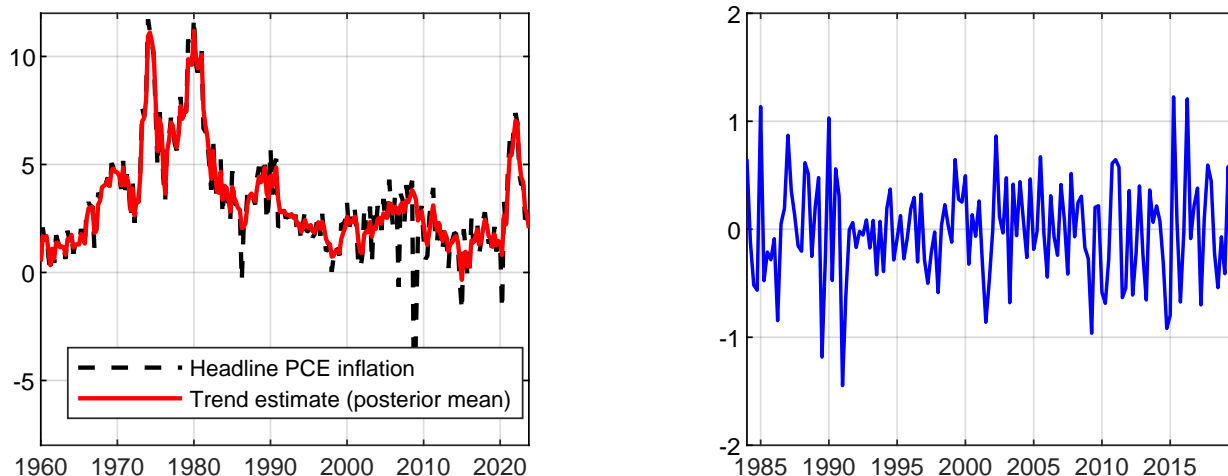 10
5
0
-5
Headline PCE inflation
Trend estimate (posterior mean)
1960 1970 1980 1990 2000 2010 2020
2
1
0
-1
-2
1985 1990 1995 2000 2005 2010 2015